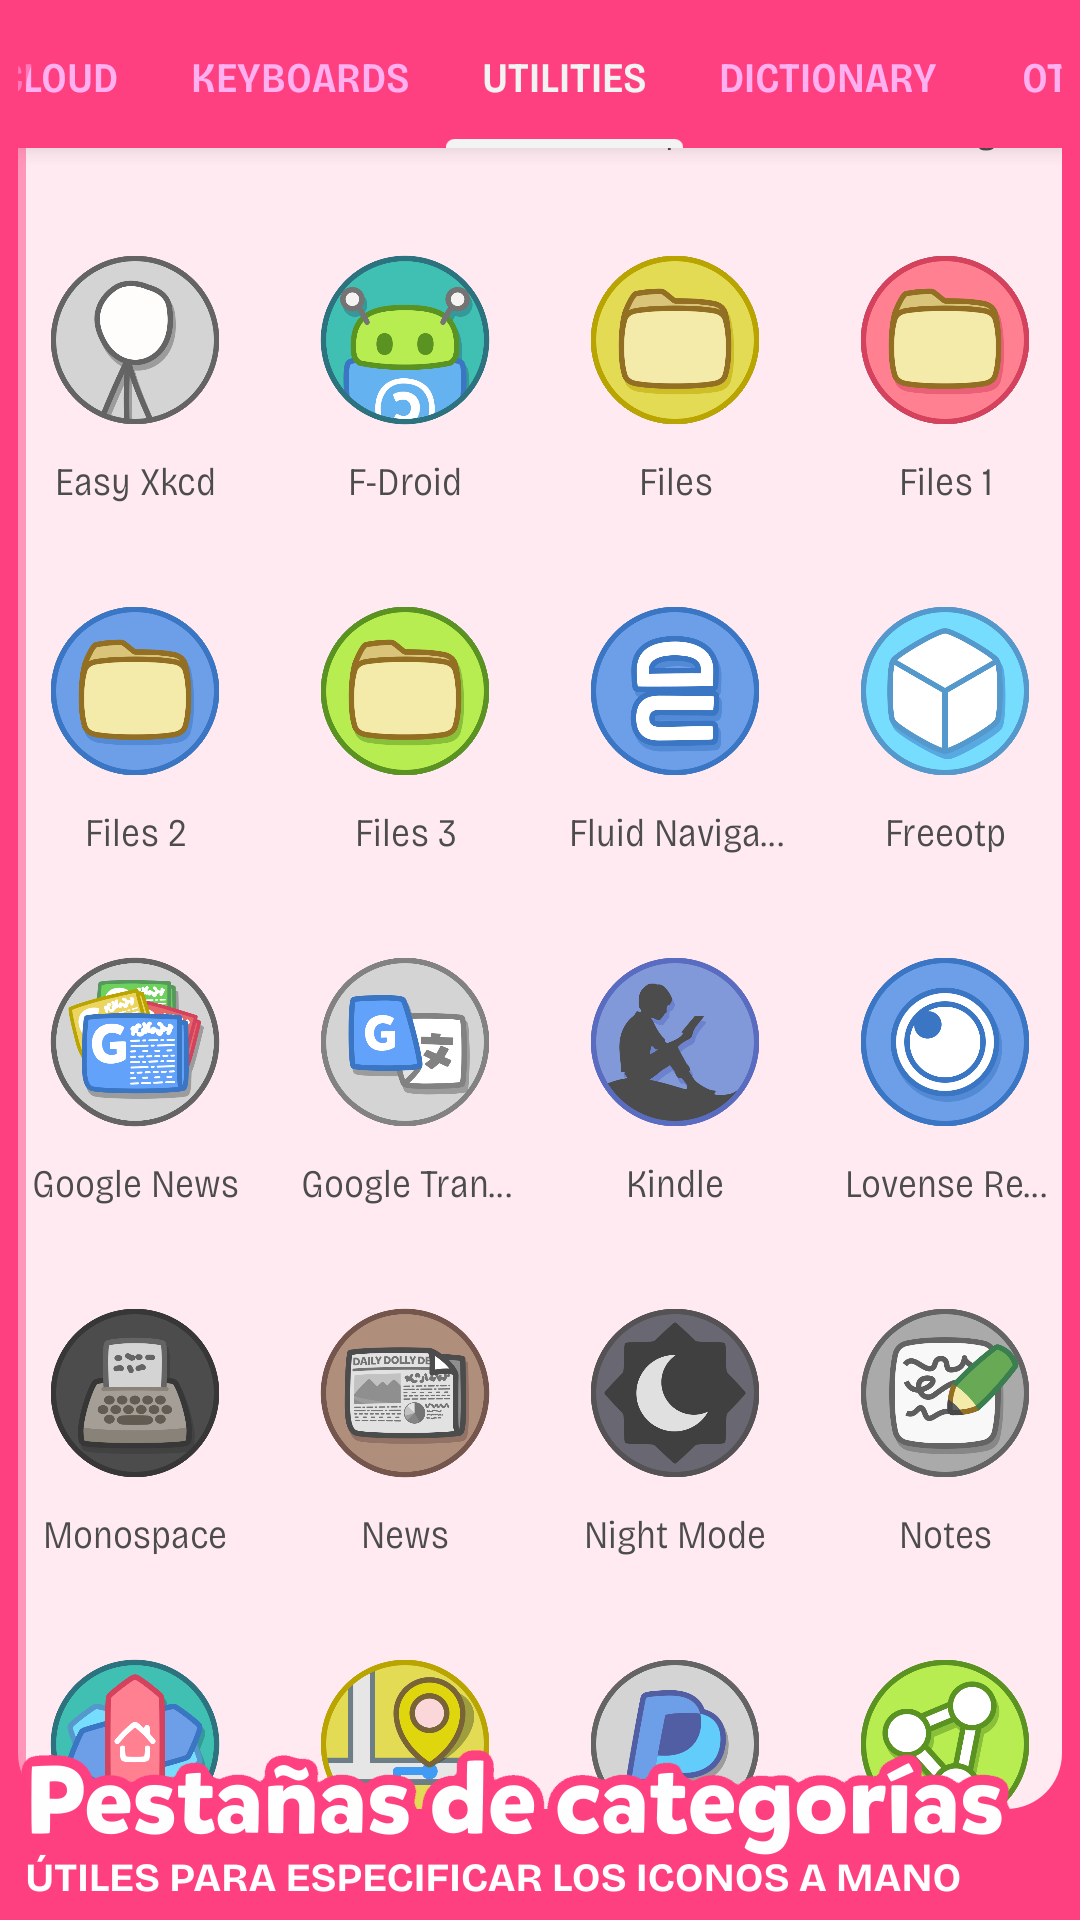 LOUD KEYBOARDS UTILITIES DICTIONARY OT
Easy Xkcd F-Droid Files Files 1
Files 2 Files 3 Fluid Naviga... Freeotp
G
G
Google News Google Tran... Kindle Lovense Re...
DAILY DOLLY DE
Monospace News Night Mode Notes
Pestañas de categorías
ÚTILES PARA ESPECIFICAR LOS ICONOS A MANO